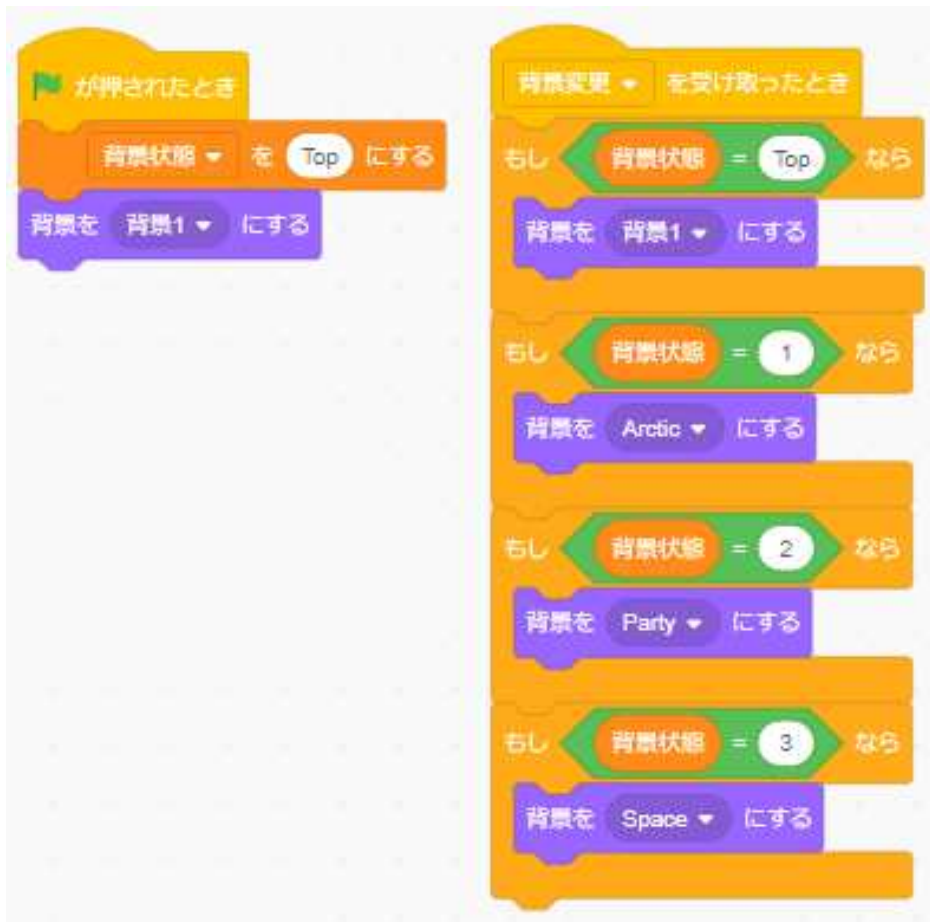 が押されたとき
背景状態 を Top にする
背景を 背景1 にする
背景変更 を受け取ったとき
もし 背景状態 = Top なら
背景を 背景1 にする
もし 背景状態 = 1 なら
背景を Arctic にする
もし 背景状態 = 2 なら
背景を Party にする
もし 背景状態 = 3 なら
背景を Space にする